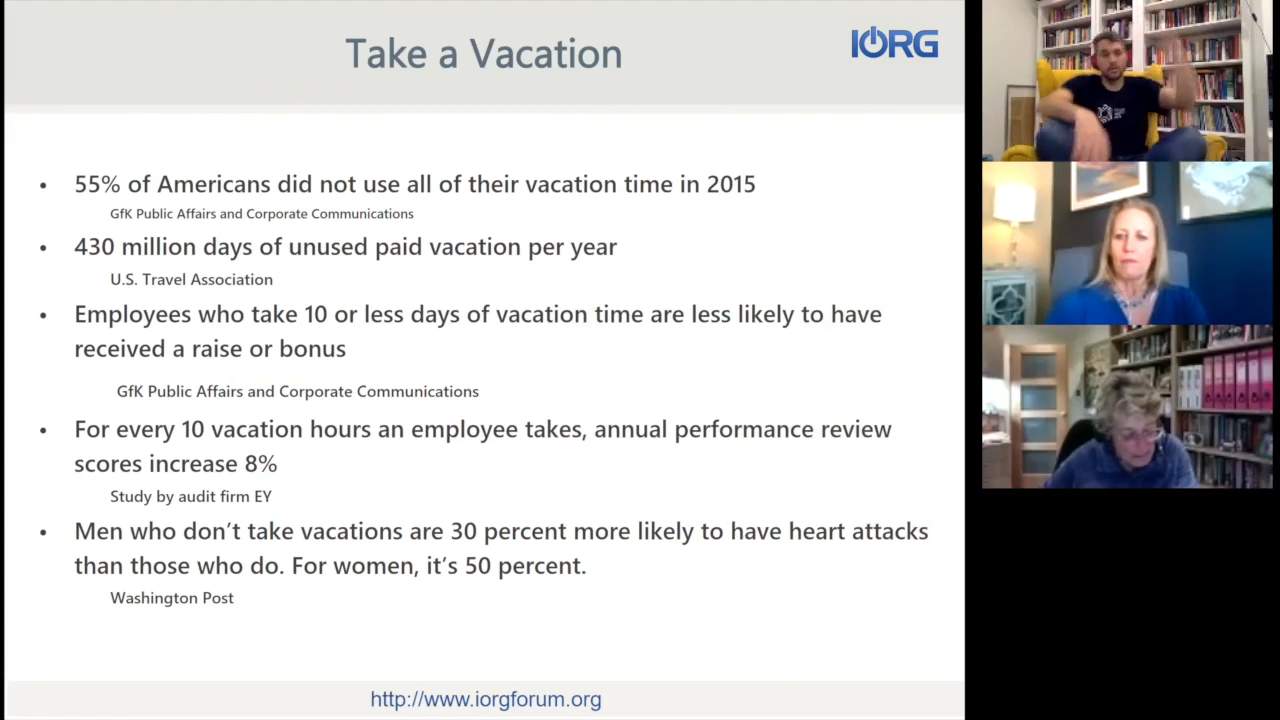 Take a Vacation
IORG
• 55% of Americans did not use all of their vacation time in 2015
GfK Public Affairs and Corporate Communications
• 430 million days of unused paid vacation per year
U.S. Travel Association
• Employees who take 10 or less days of vacation time are less likely to have
received a raise or bonus
GfK Public Affairs and Corporate Communications
• For every 10 vacation hours an employee takes, annual performance review
scores increase 8%
Study by audit firm EY
• Men who don’t take vacations are 30 percent more likely to have heart attacks
than those who do. For women, it’s 50 percent.
Washington Post
http://www.iorgforum.org